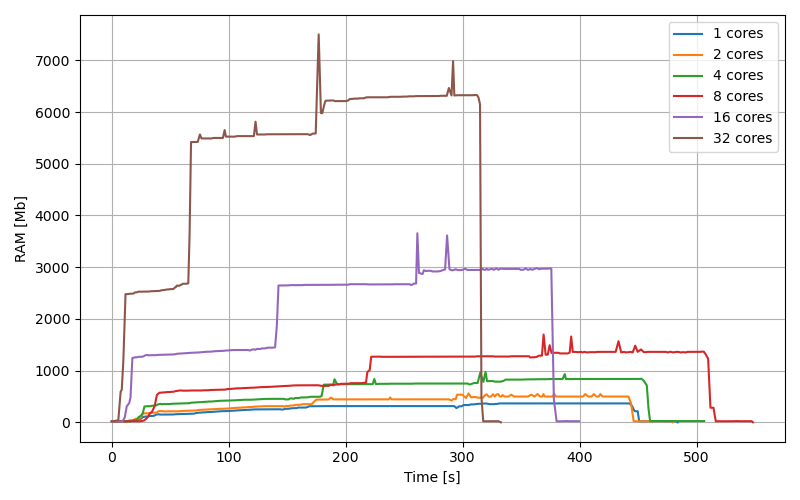 1 cores
2 cores
4 cores
8 cores
16 cores
32 cores
RAM [Mb]
7000
6000
5000
4000
3000
2000
1000
0
0 100 200 300 400 500
Time [s]